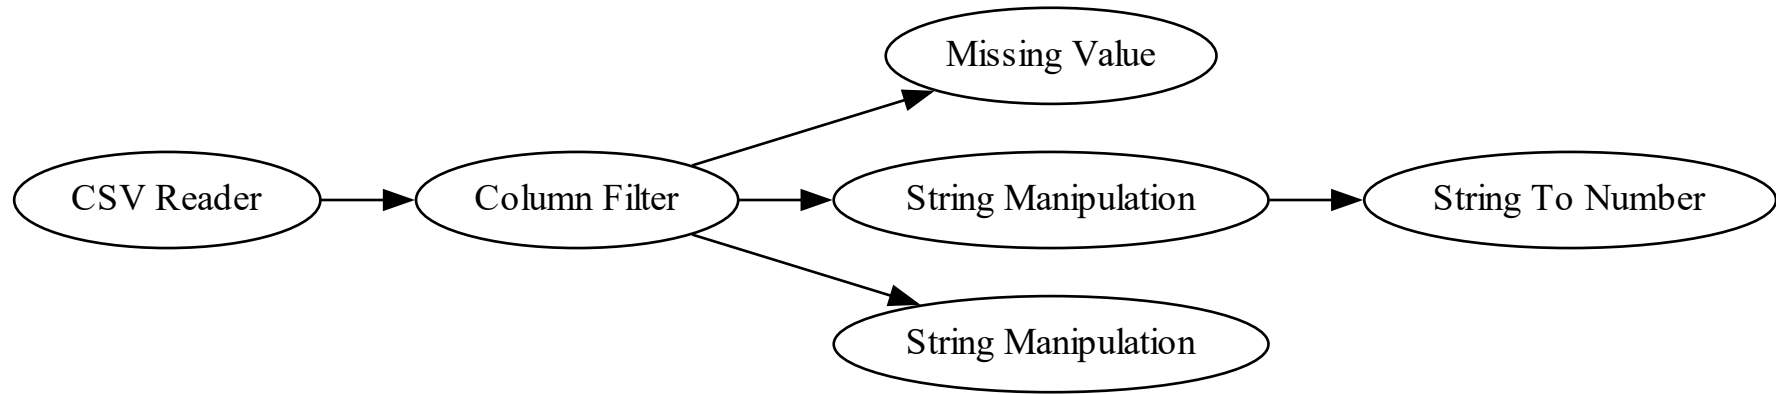 Missing Value
CSV Reader
Column Filter
String Manipulation
String To Number
String Manipulation